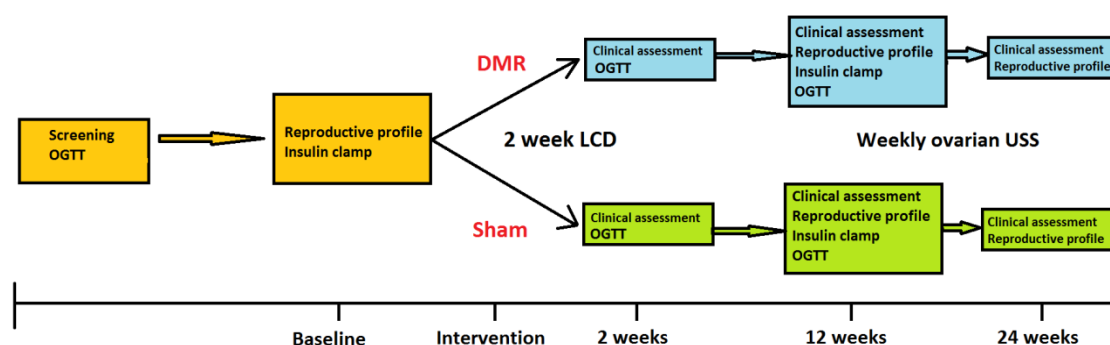 Screening
OGTT
Reproductive profile
Insulin clamp
DMR
Sham
2 week LCD
Clinical assessment
OGTT
Clinical assessment
Reproductive profile
Insulin clamp
OGTT
Clinical assessment
Reproductive profile
Weekly ovarian USS
Clinical assessment
OGTT
Clinical assessment
Reproductive profile
Insulin clamp
OGTT
Clinical assessment
Reproductive profile
Baseline
Intervention
2 weeks
12 weeks
24 weeks